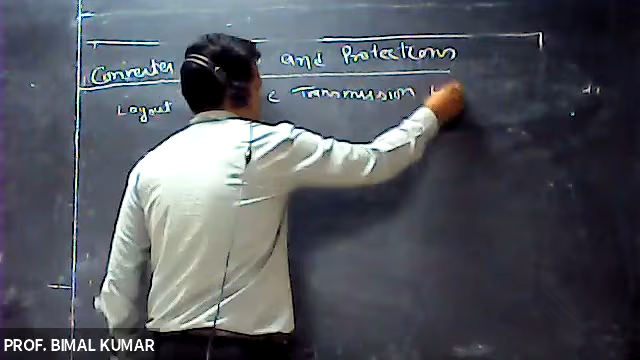 Converter and Protections
Layout c Transmission
PROF. BIMAL KUMAR